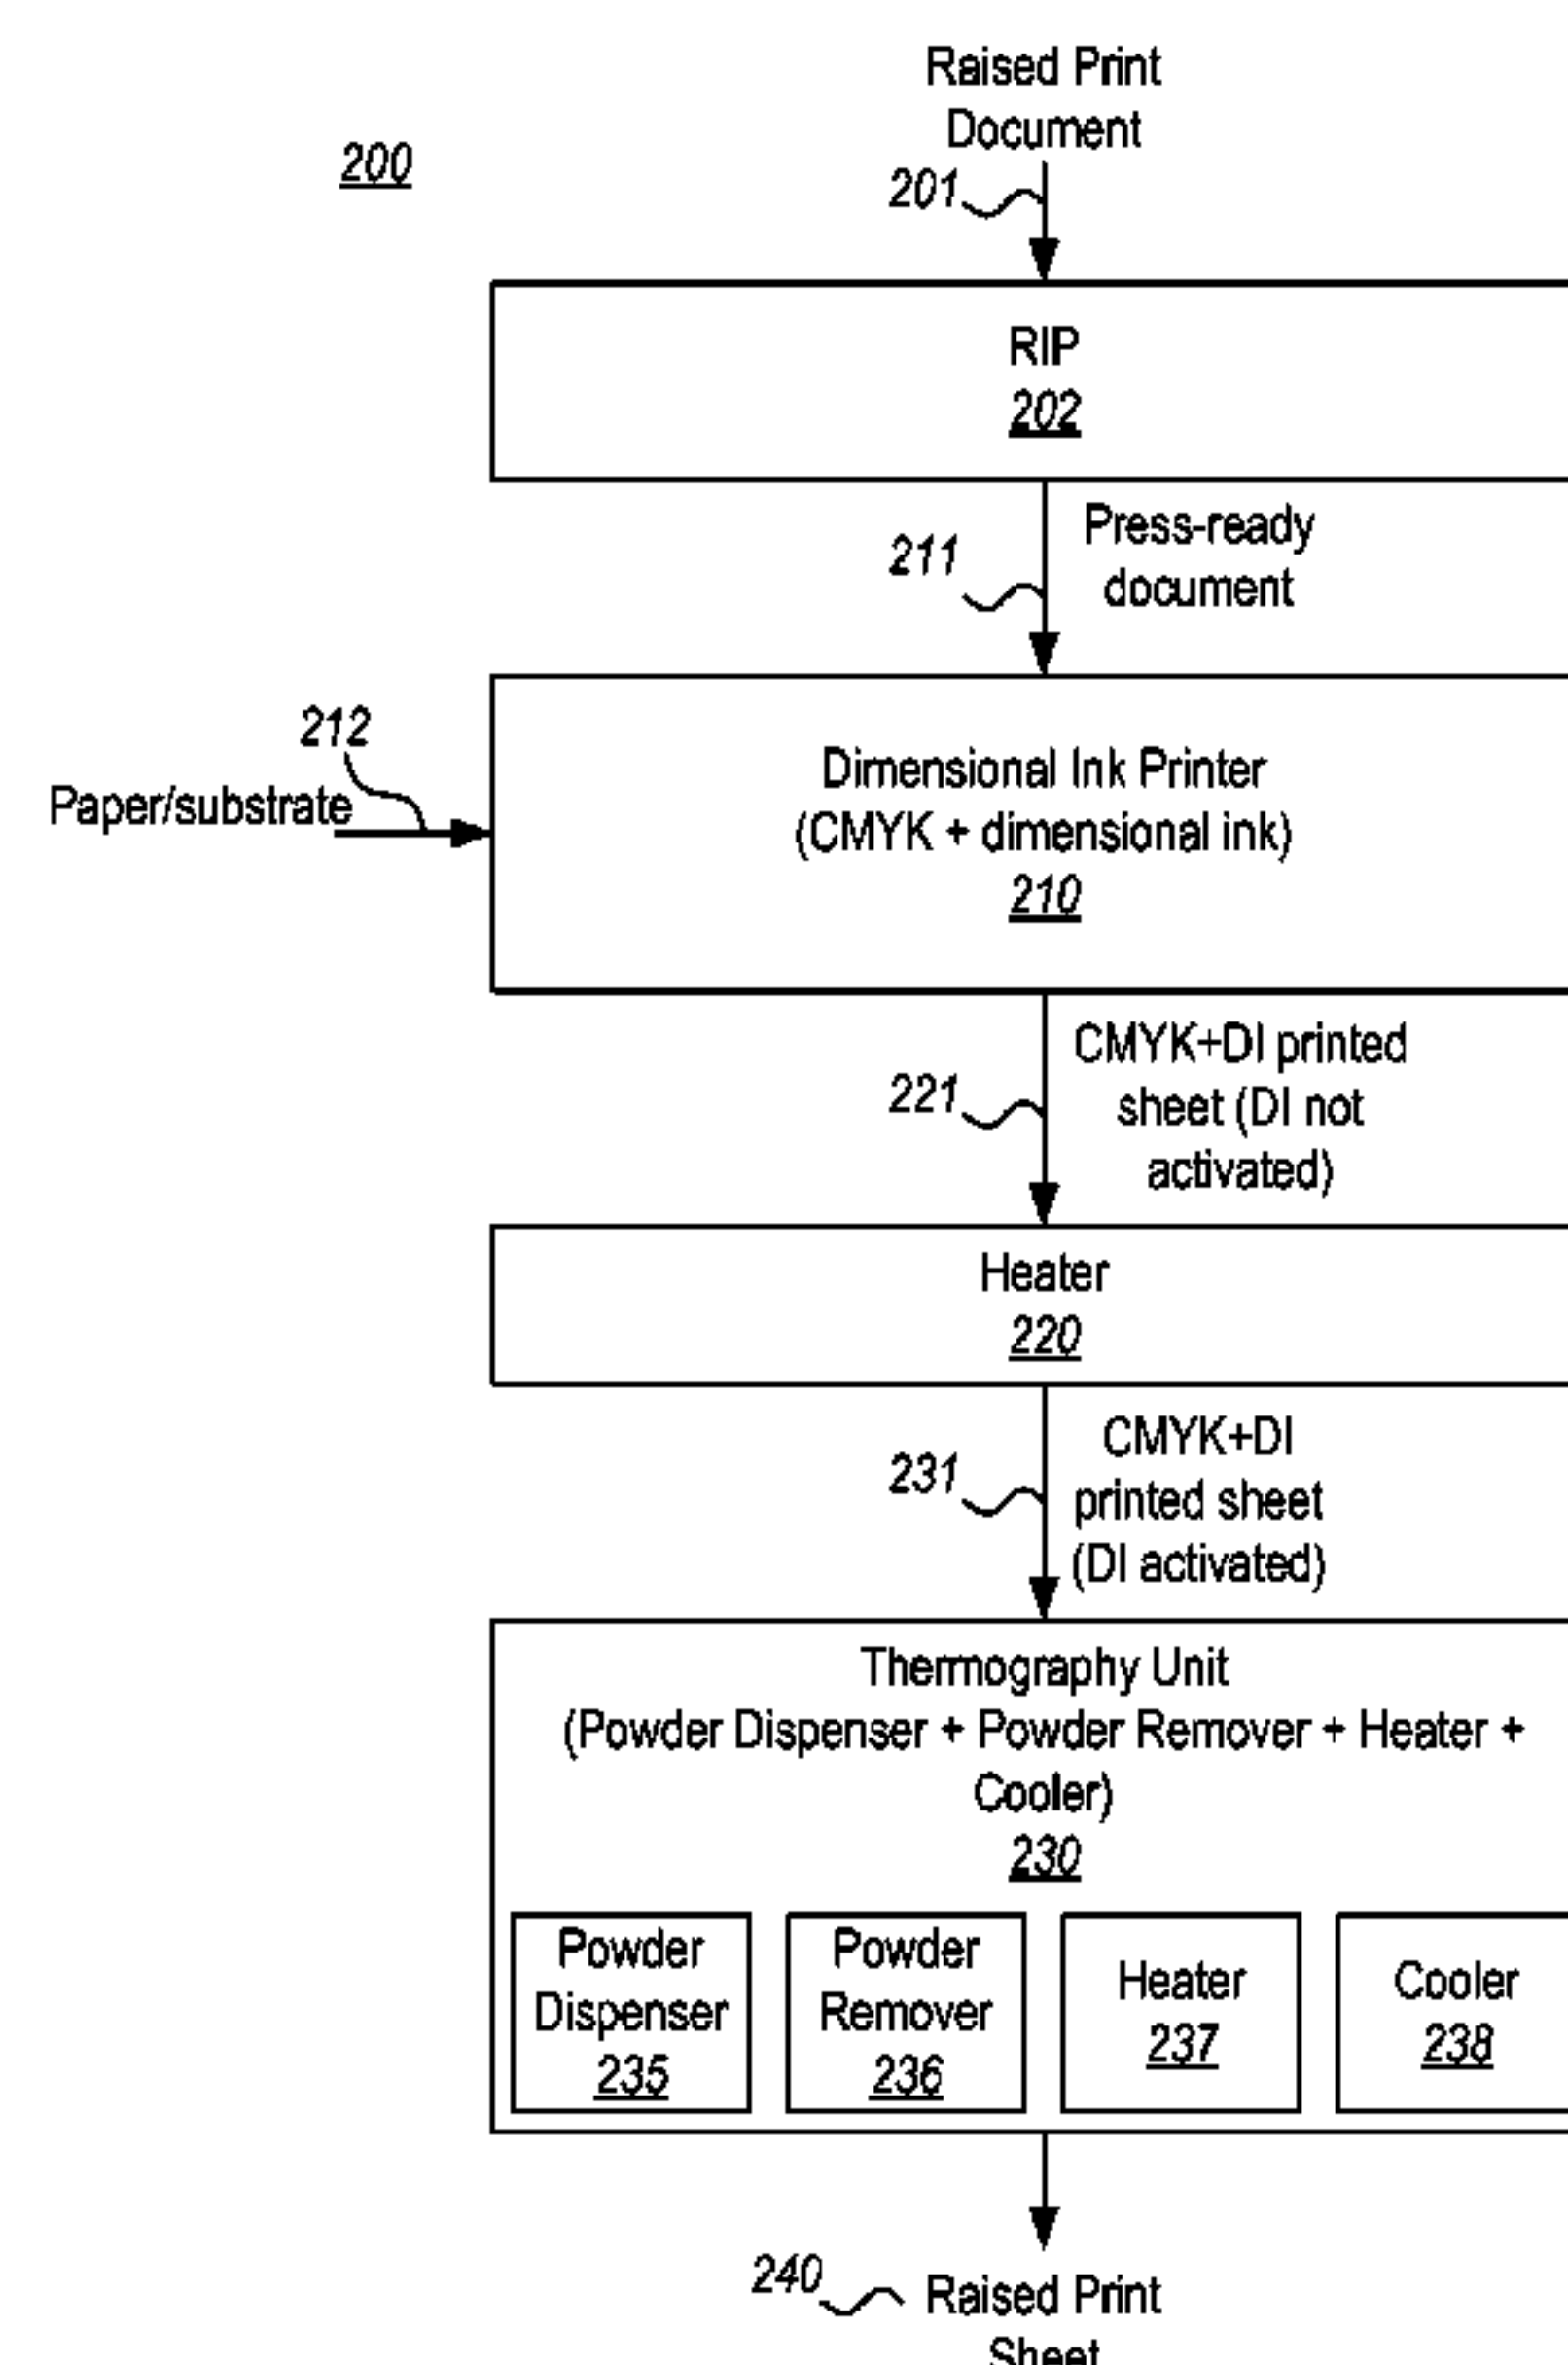 Raised Print
Document
200
201
RIP
202
211
Press-ready
document
212
Paper/substrate
Dimensional Ink Printer
(CMYK + dimensional ink)
210
221
CMYK+DI printed
sheet (DI not
activated)
Heater
220
231
CMYK+DI
printed sheet
(DI activated)
Thermography Unit
(Powder Dispenser + Powder Remover + Heater +
Cooler)
230
Powder
Dispenser
235
Powder
Remover
236
Heater
237
Cooler
238
240
Raised Print
Sheet